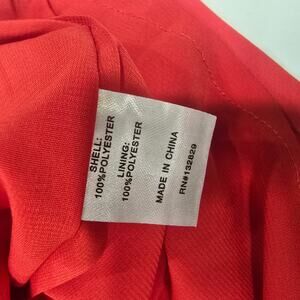 SHELL:
100%POLYESTER
LINING:
100%POLYESTER
MADE IN CHINA
RN#132829